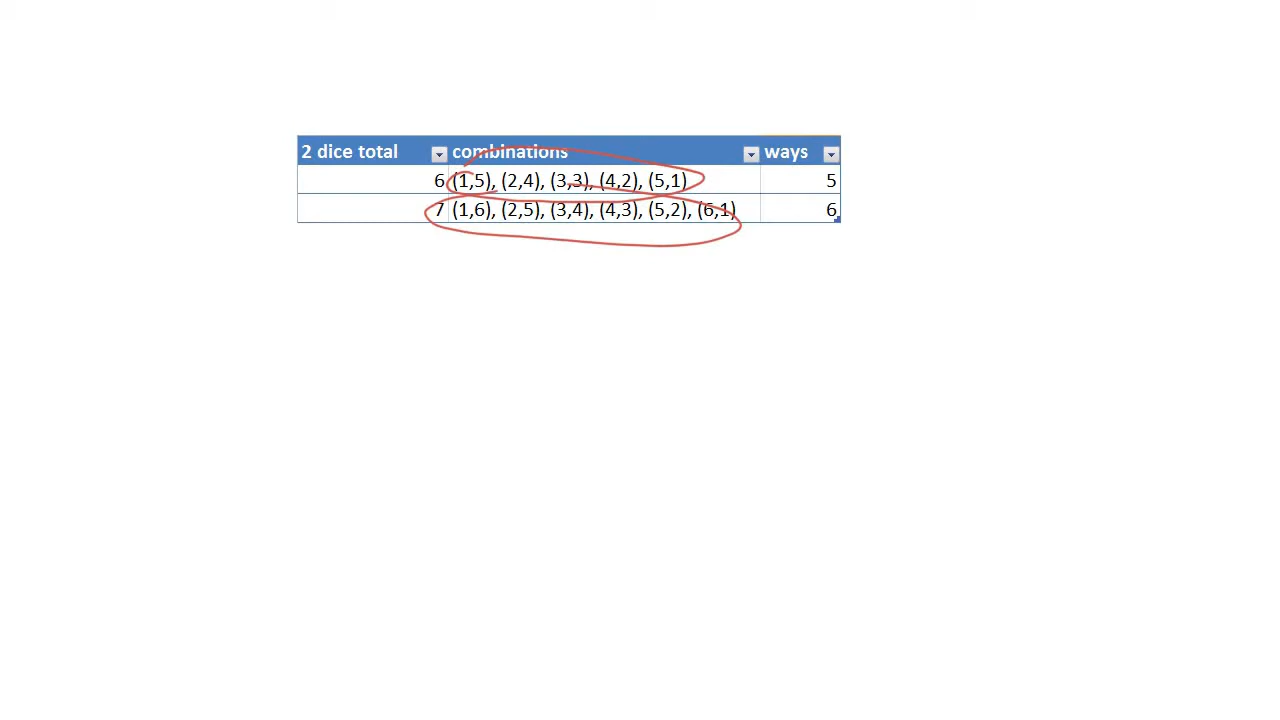 2 dice total combinations ways
6 (1,5), (2,4), (3,3), (4,2), (5,1) 5
7 (1,6), (2,5), (3,4), (4,3), (5,2), (6,1) 6